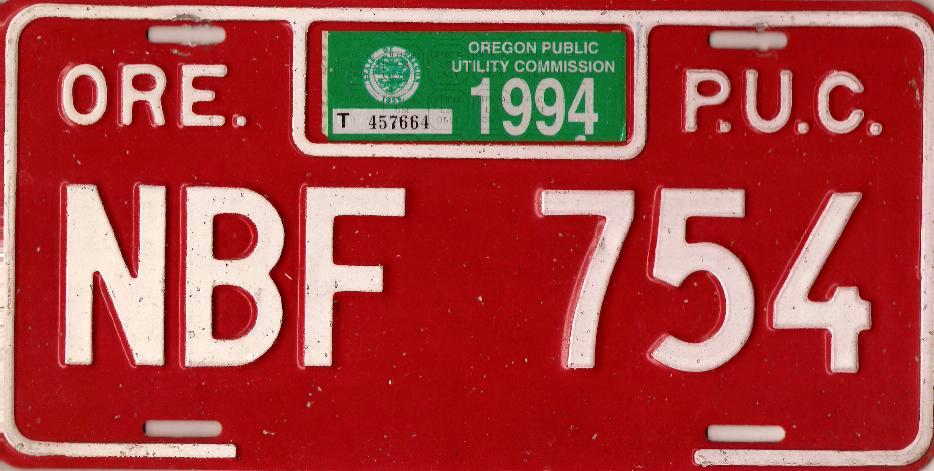 ORE.
OREGON PUBLIC
UTILITY COMMISSION
1994
T 457664
P.U.C.
NBF 754